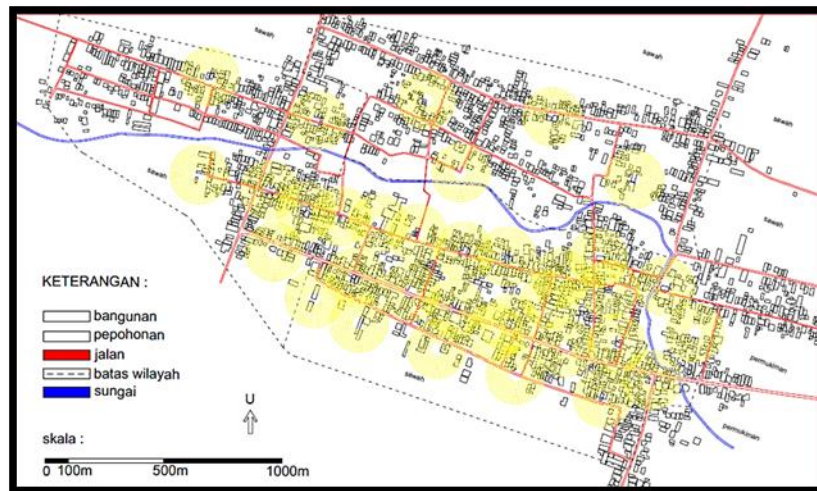 sawah
sawah
sawah
sawah
sawah
sawah
permukiman
permukiman
KETERANGAN :
bangunan
pepohonan
jalan
batas wilayah
sungai
U
skala :
0 100m 500m 1000m